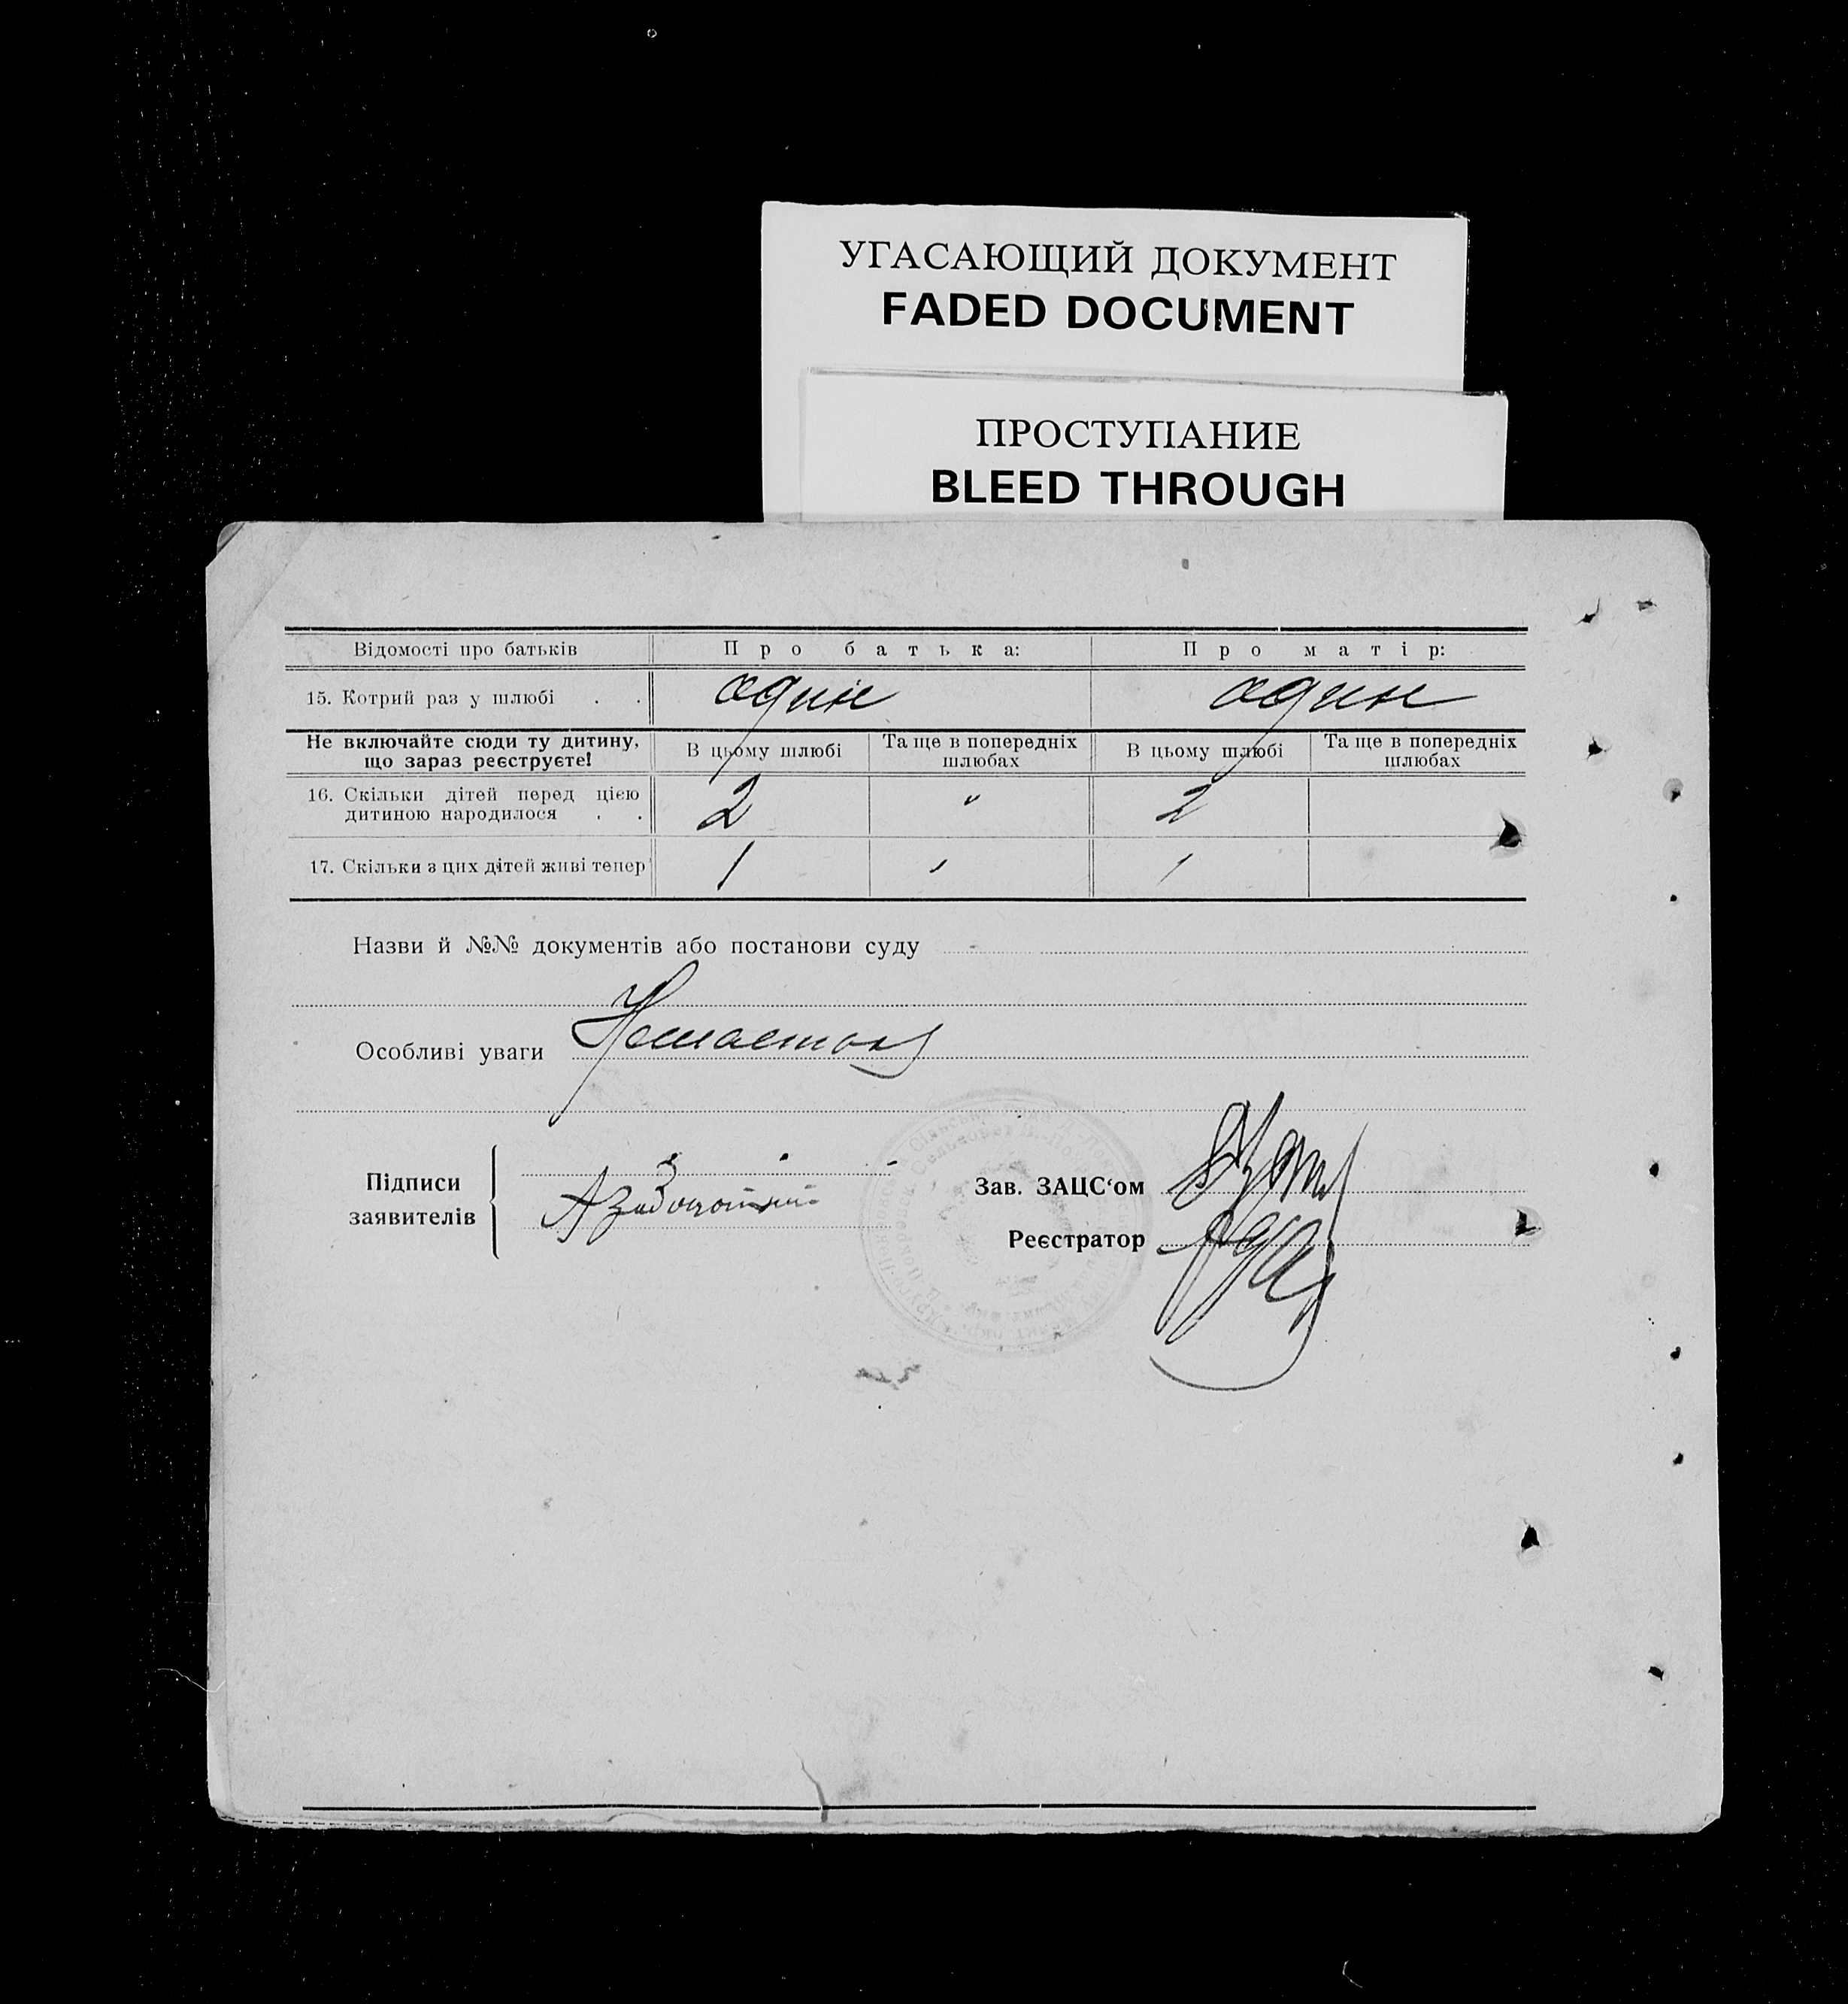 УГАСАЮЩИЙ ДОКУМЕНТ
FADED DOCUMENT
ПРОСТУПАНИЕ
BLEED THROUGH
Відомості про батьків Про батька: Про матір:
15. Котрий раз у шлюбі . . один один
Не включайте сюди ту дитину, що зараз реєструєте! В цьому шлюбі Та ще в попередніх шлюбах В цьому шлюбі Та ще в попередніх шлюбах
16. Скільки дітей перед цією
дитиною народилося . . 2 " 2
17. Скільки з цих дітей живі тепер 1 1
Назви й №№ документів або постанови суду
Особливі уваги
Підписи
заявителів
Зав. ЗАЦС‘ом
Реєстратор